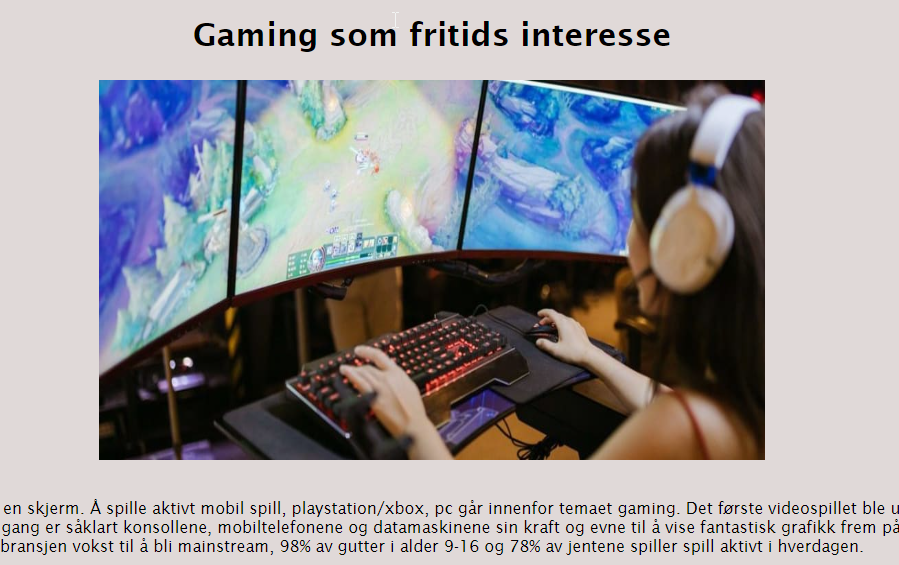 Gaming som fritids interesse
en skjerm. Å spille aktivt mobil spill, playstation/xbox, pc går innenfor temaet gaming. Det første videospillet ble
gang er såklart konsollene, mobiltelefonene og datamaskinene sin kraft og evne til å vise fantastisk grafikk frem på
bransjen vokst til å bli mainstream, 98% av gutter i alder 9-16 og 78% av jentene spiller spill aktivt i hverdagen.